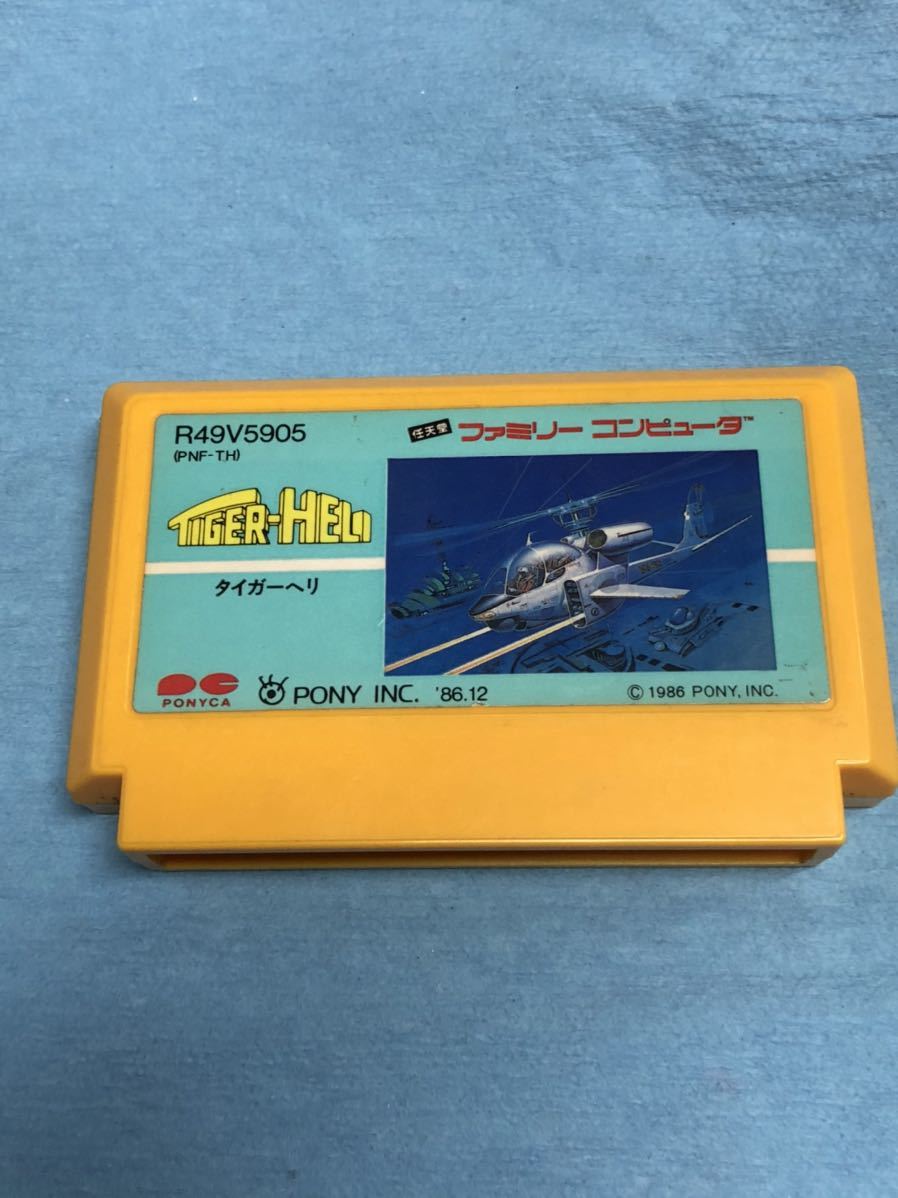 R49V5905
(PNF-TH)
任天堂 ファミリー コンピュータ™
TIGER-HELI
タイガーヘリ
PONYCA
PONY INC. '86.12
© 1986 PONY, INC.